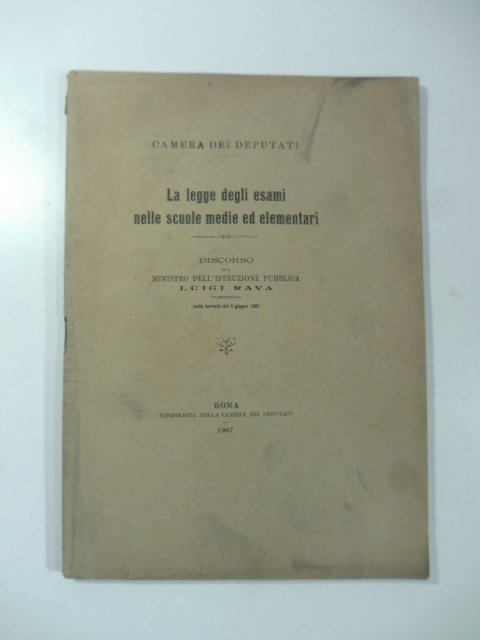 CAMERA DEI DEPUTATI
La legge degli esami
nelle scuole medie ed elementari
DISCORSO
DEL
MINISTRO DELL'ISTRUZIONE PUBBLICA
LUIGI RAVA
PRONUNZIATO
nella tornata del 5 giugno 1907
ROMA
TIPOGRAFIA DELLA CAMERA DEI DEPUTATI
1907